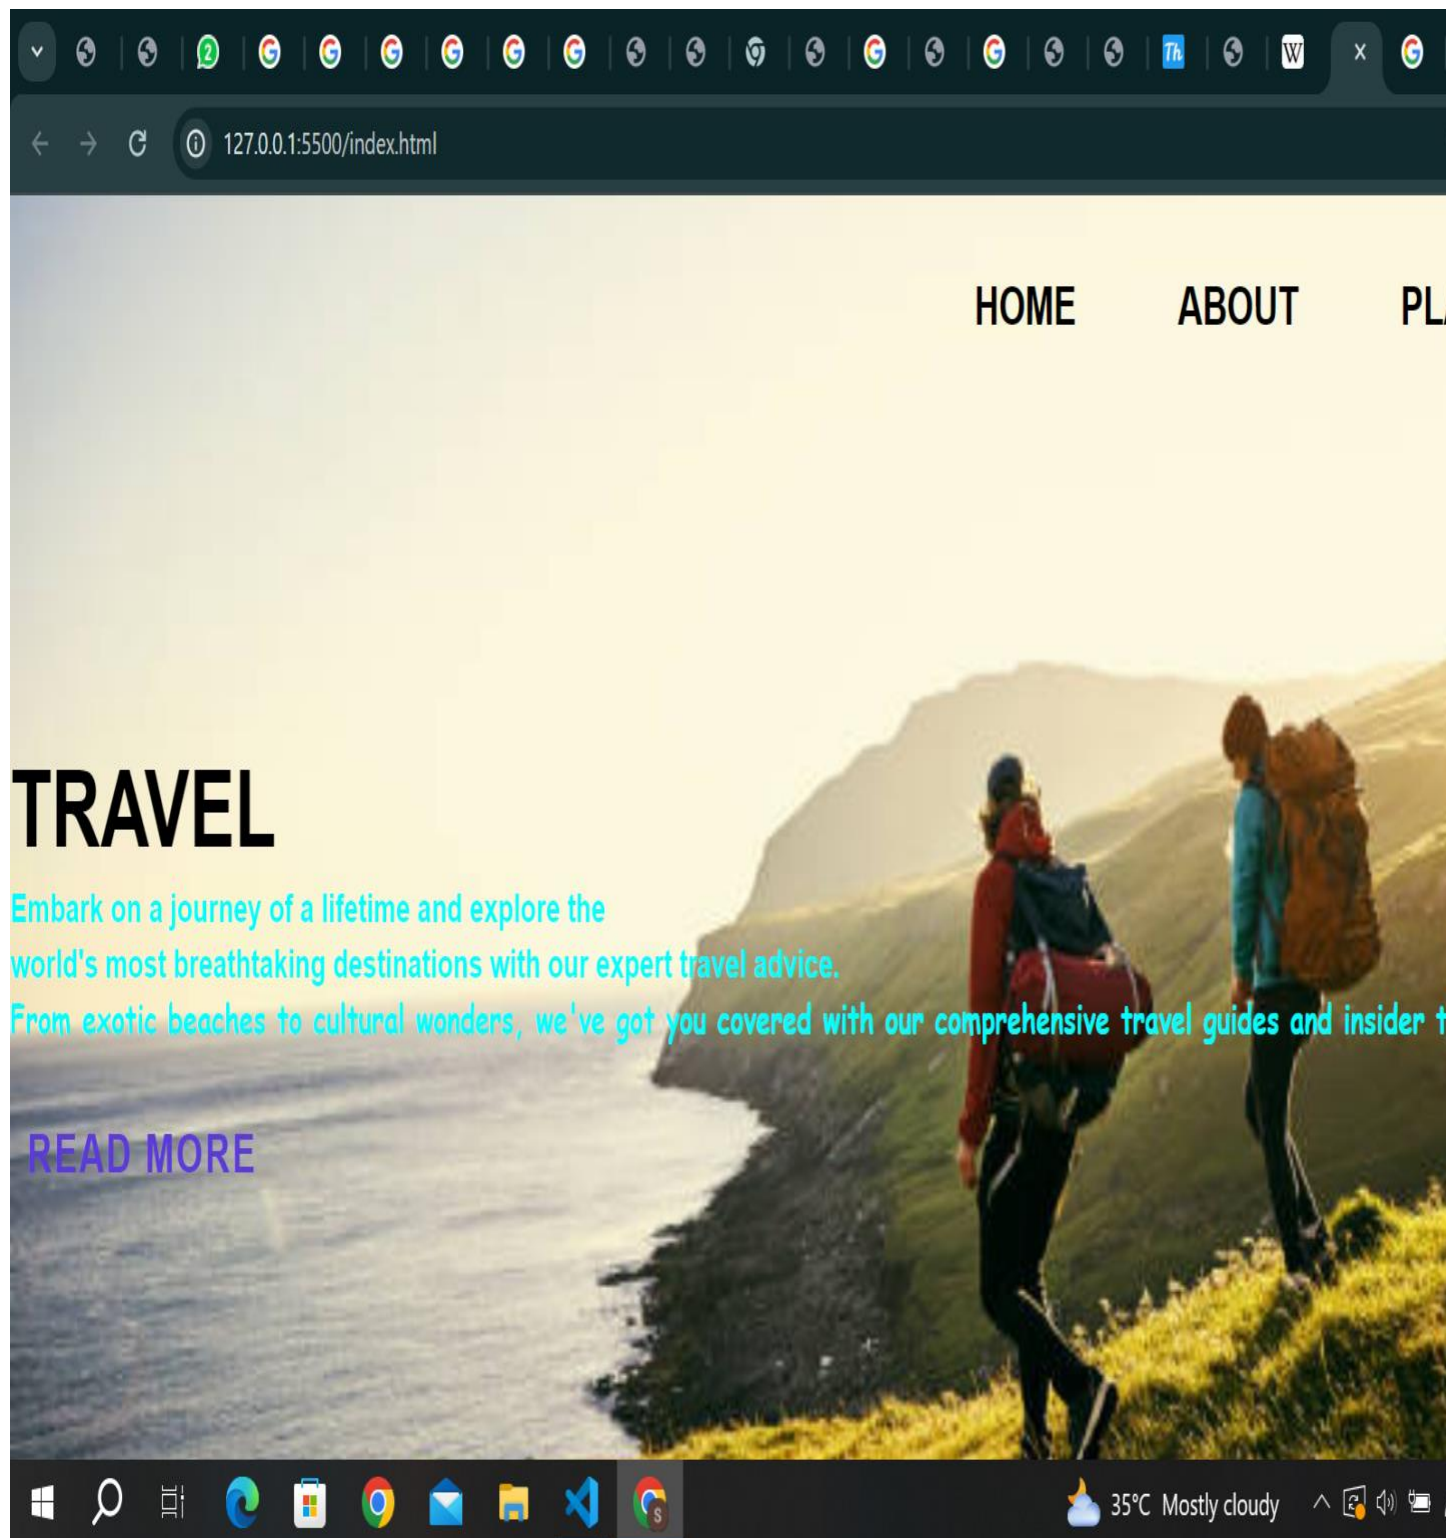 2
Th
W
127.0.0.1:5500/index.html
HOME ABOUT
TRAVEL
Embark on a journey of a lifetime and explore the
world's most breathtaking destinations with our expert travel advice.
From exotic beaches to cultural wonders, we've got you covered with our comprehensive travel guides and insider
READ MORE
35°C Mostly cloudy